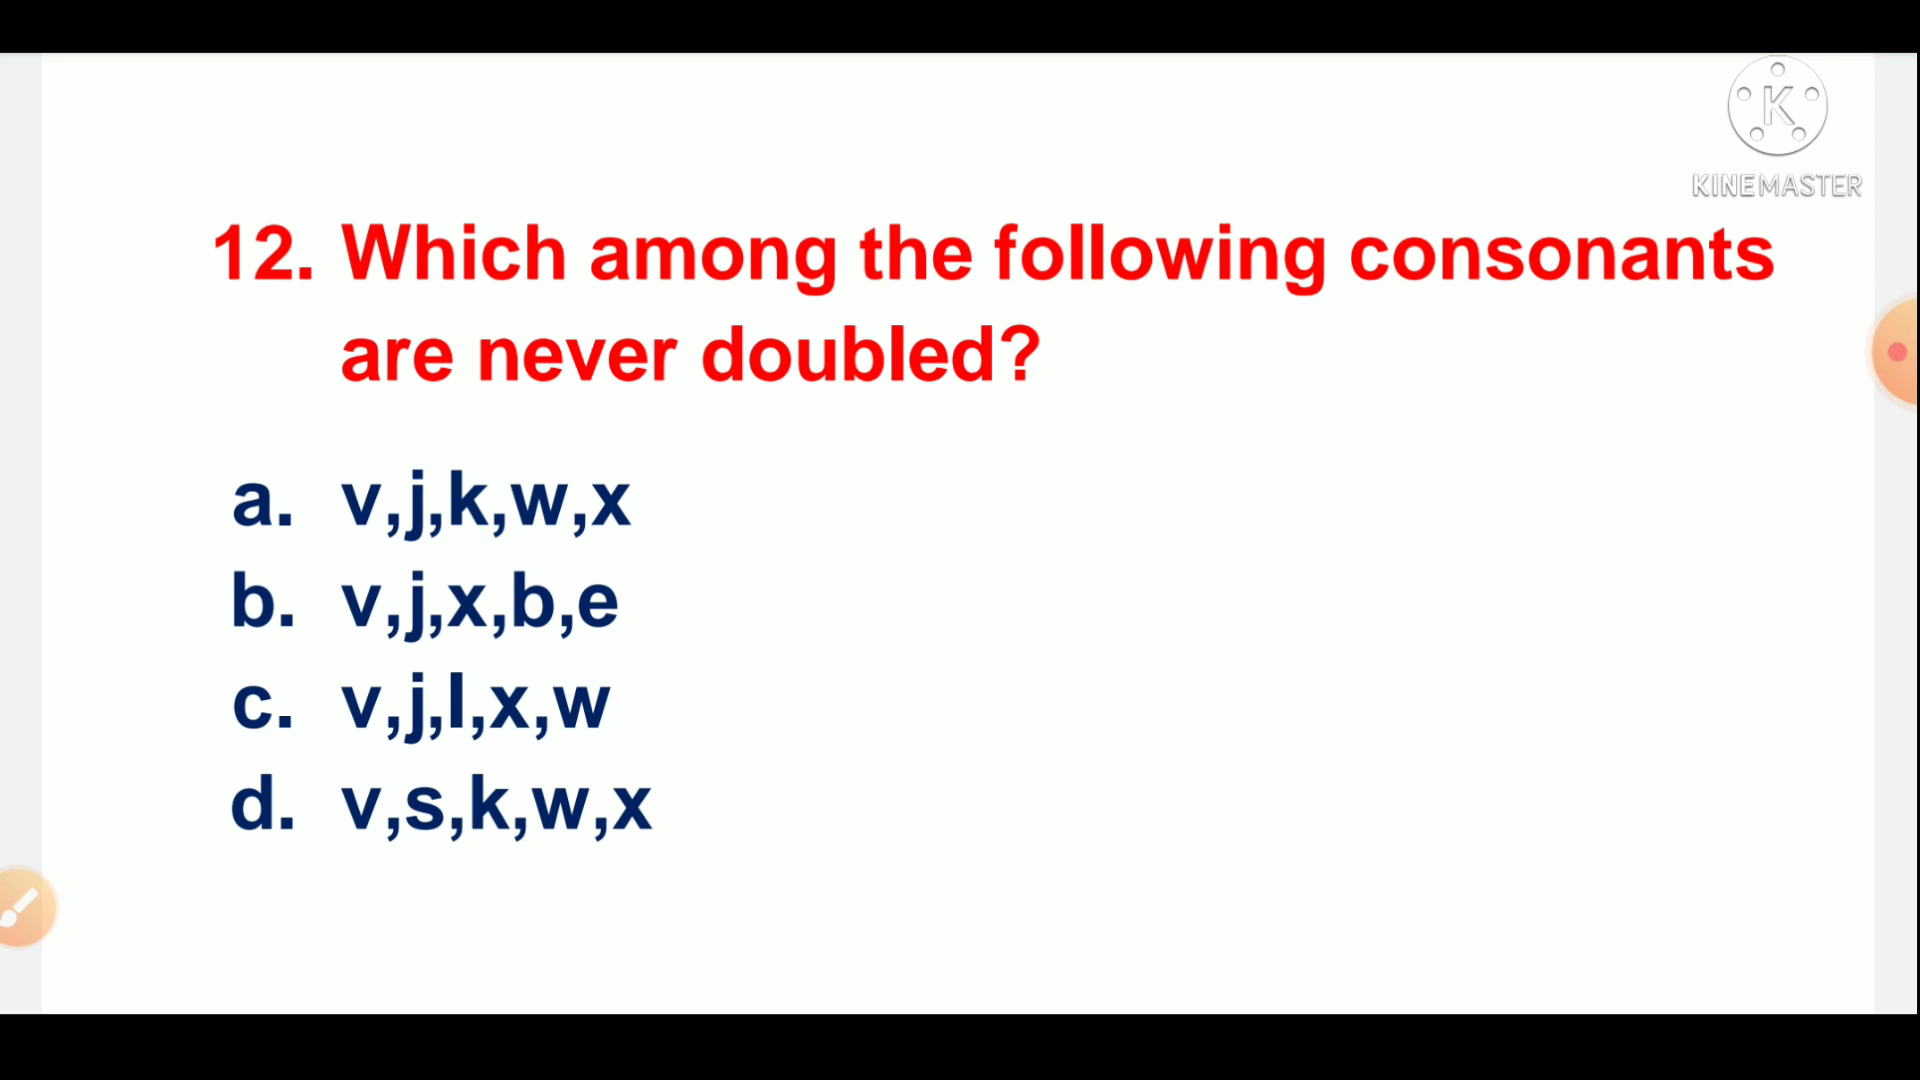 K
KINEMASTER
12. Which among the following consonants
are never doubled?
a. v,j,k,w,x
b. v,j,x,b,e
c. v,j,l,x,w
d. v,s,k,w,x